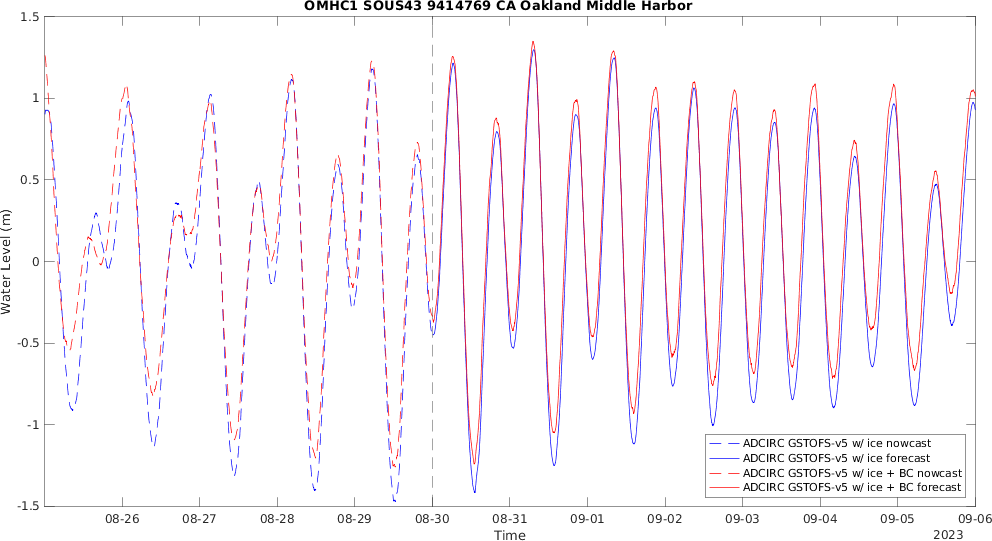 OMHC1 SOUS43 9414769 CA Oakland Middle Harbor
1.5
1
0.5
0
-0.5
-1
-1.5
Water Level (m)
08-26 08-27 08-28 08-29 08-30 08-31 09-01 09-02 09-03 09-04 09-05 09-06
Time
2023
ADCIRC GSTOFS-v5 w/ ice nowcast
ADCIRC GSTOFS-v5 w/ ice forecast
ADCIRC GSTOFS-v5 w/ ice + BC nowcast
ADCIRC GSTOFS-v5 w/ ice + BC forecast